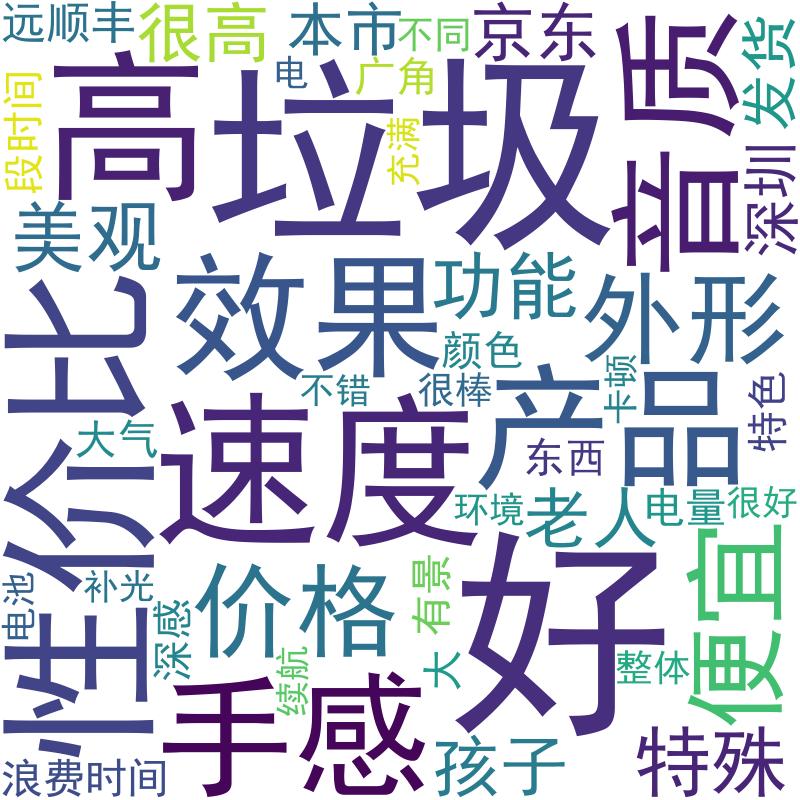 远顺丰
很高
本市
不同
京东
质音
发货
高
垃圾
电
广角
充满
段时间
深圳
美观
效果
功能
外形
性价比
颜色
不错
很棒
卡顿
特色
大气
速度
产品
东西
环境
老人
电量
很好
电池
补光
深感
价格
有景
好
便宜
续航
大
整体
手感
孩子
特殊
浪费时间